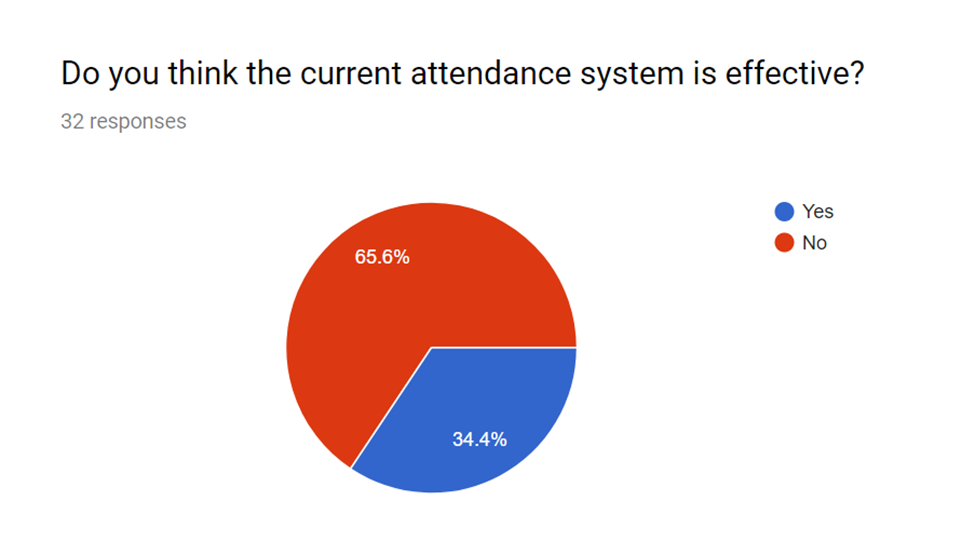 Do you think the current attendance system is effective?
32 responses
Yes
No
65.6%
34.4%